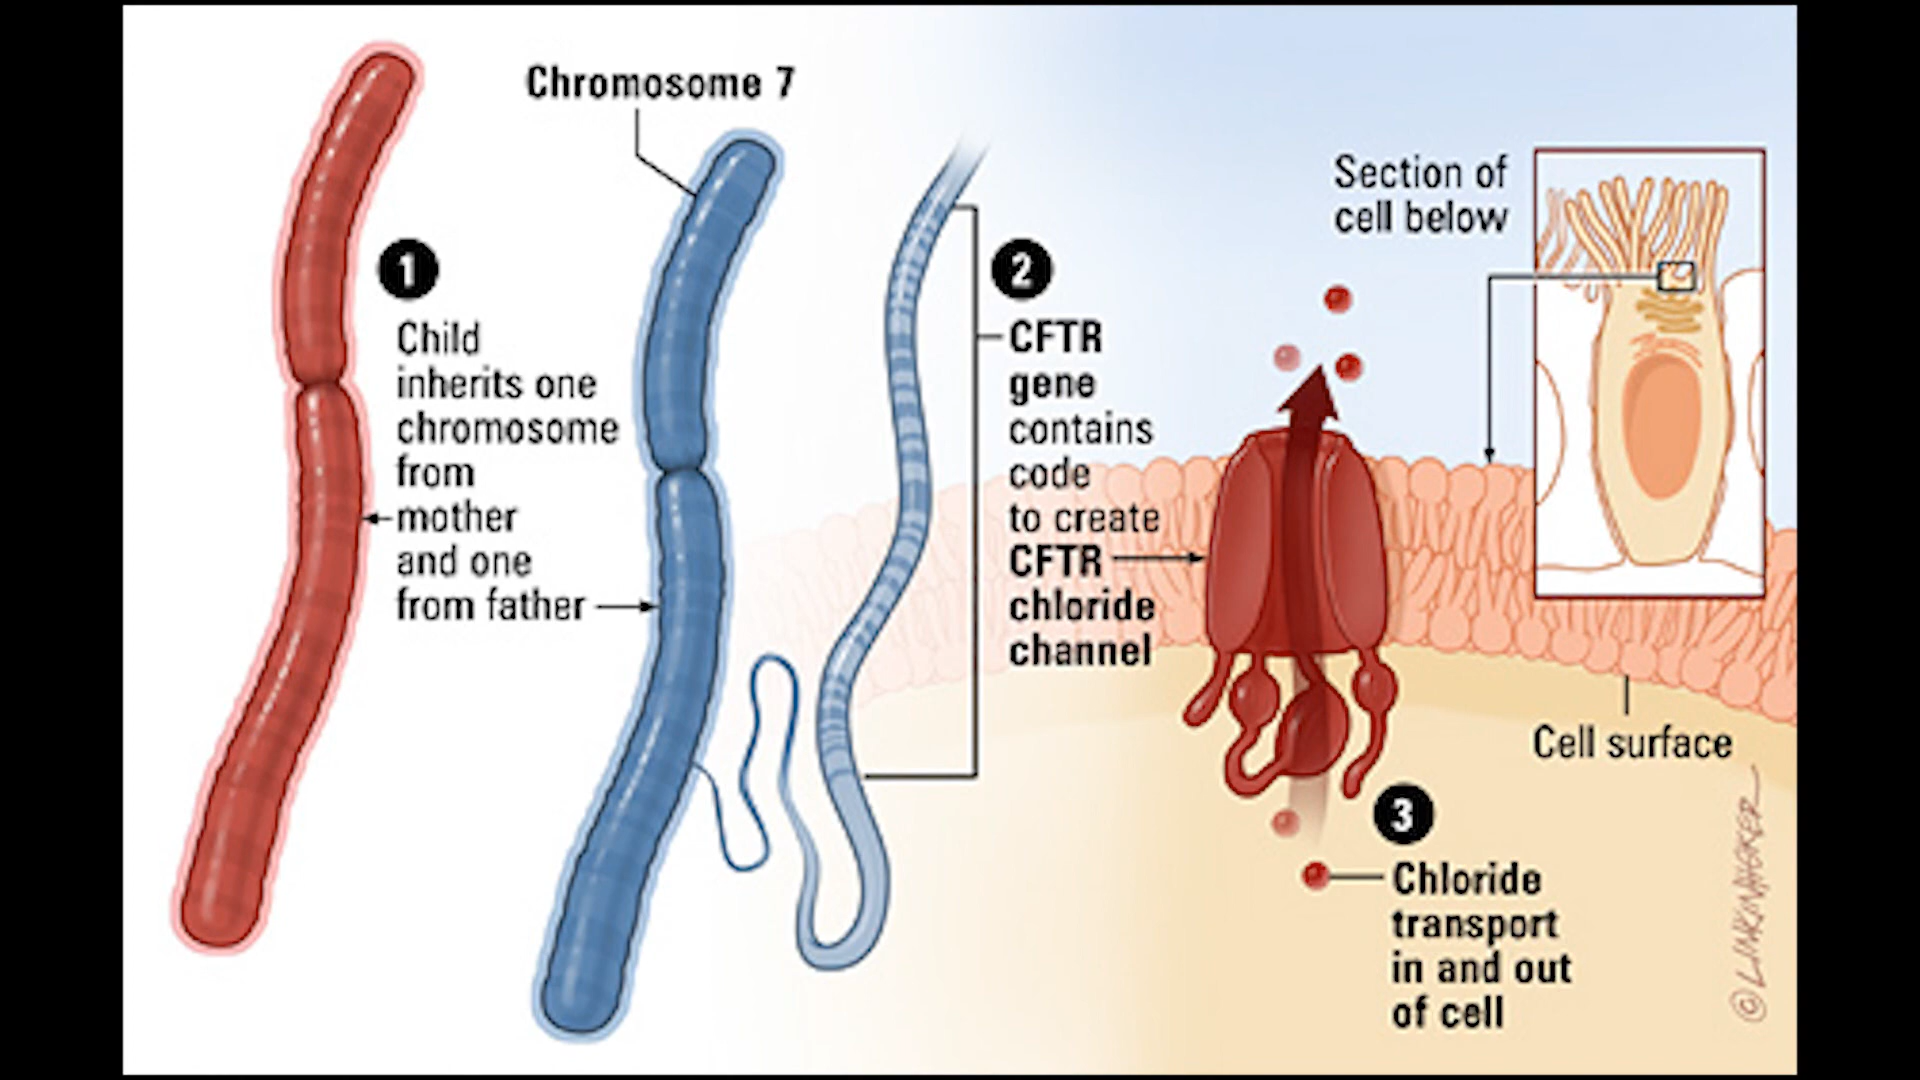 Chromosome 7
1
Child
inherits one
chromosome
from
mother
and one
from father
2
CFTR
gene
contains
code
to create
CFTR
chloride
channel
Section of
cell below
Cell surface
3
Chloride
transport
in and out
of cell